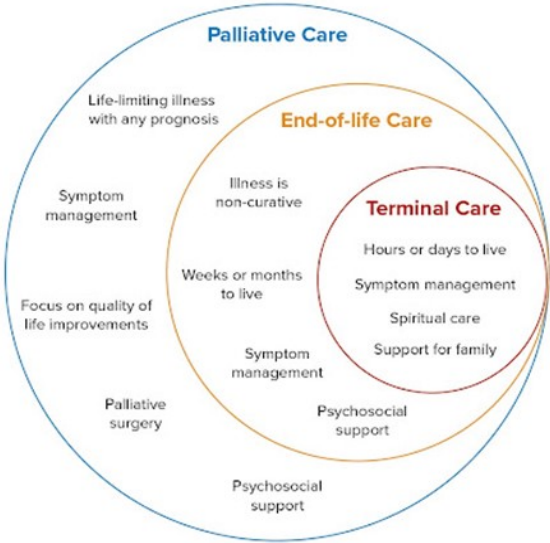 Palliative Care
Life-limiting illness
with any prognosis
Symptom
management
Focus on quality of
life improvements
Palliative
surgery
Psychosocial
support
End-of-life Care
Illness is
non-curative
Weeks or months
to live
Symptom
management
Psychosocial
support
Terminal Care
Hours or days to live
Symptom management
Spiritual care
Support for family